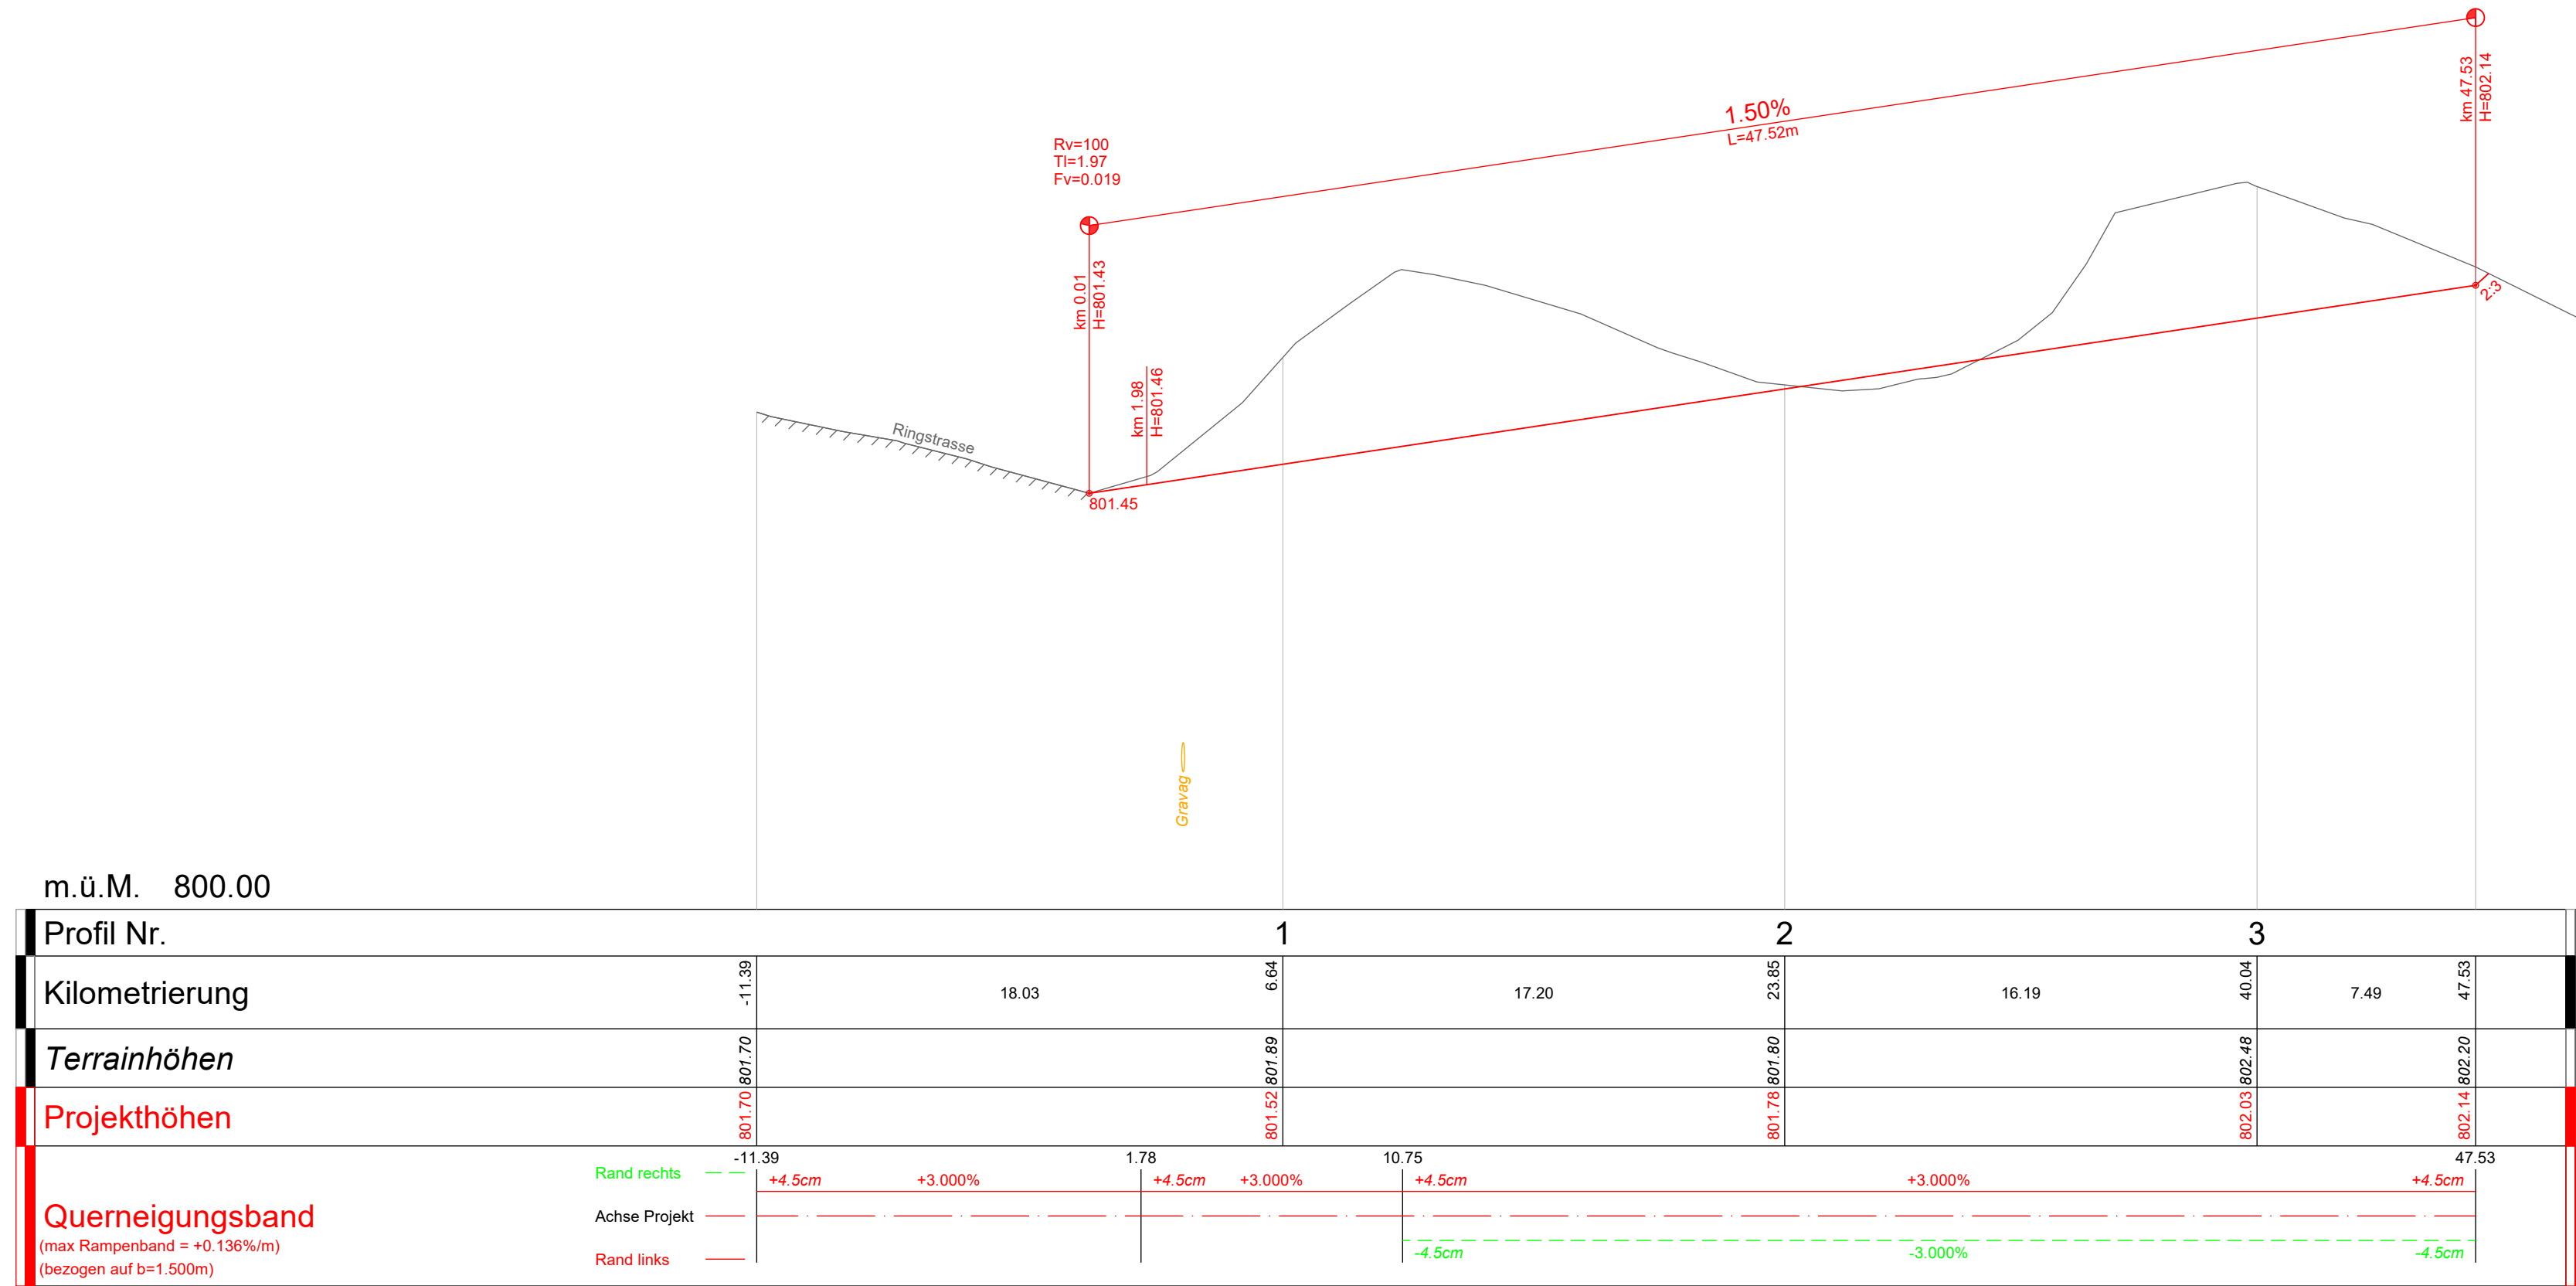 km 47.53
H=802.14
1.50%
L=47.52m
Rv=100
Tl=1.97
Fv=0.019
km 0.01
H=801.43
2:3
km 1.98
H=801.46
Ringstrasse
801.45
Gravag
m.ü.M. 800.00
Profil Nr. 1 2 3
Kilometrierung -11.39 18.03 6.64 17.20 23.85 16.19 40.04 7.49 47.53
Terrainhöhen 801.70 801.89 801.80 802.48 802.20
Projekthöhen 801.70 801.52 801.78 802.03 802.14
-11.39 1.78 10.75 47.53
Rand rechts +4.5cm +3.000% +4.5cm +3.000% +4.5cm +3.000% +4.5cm
Querneigungsband Achse Projekt
(max Rampenband = +0.136%/m)
Rand links -4.5cm -3.000% -4.5cm
(bezogen auf b=1.500m)